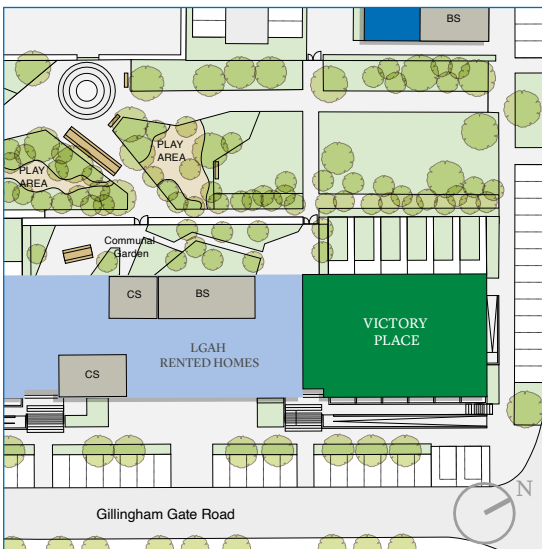 BS
PLAY
AREA
PLAY
AREA
Communal
Garden
CS
BS
VICTORY
PLACE
LGAH
RENTED HOMES
CS
N
Gillingham Gate Road